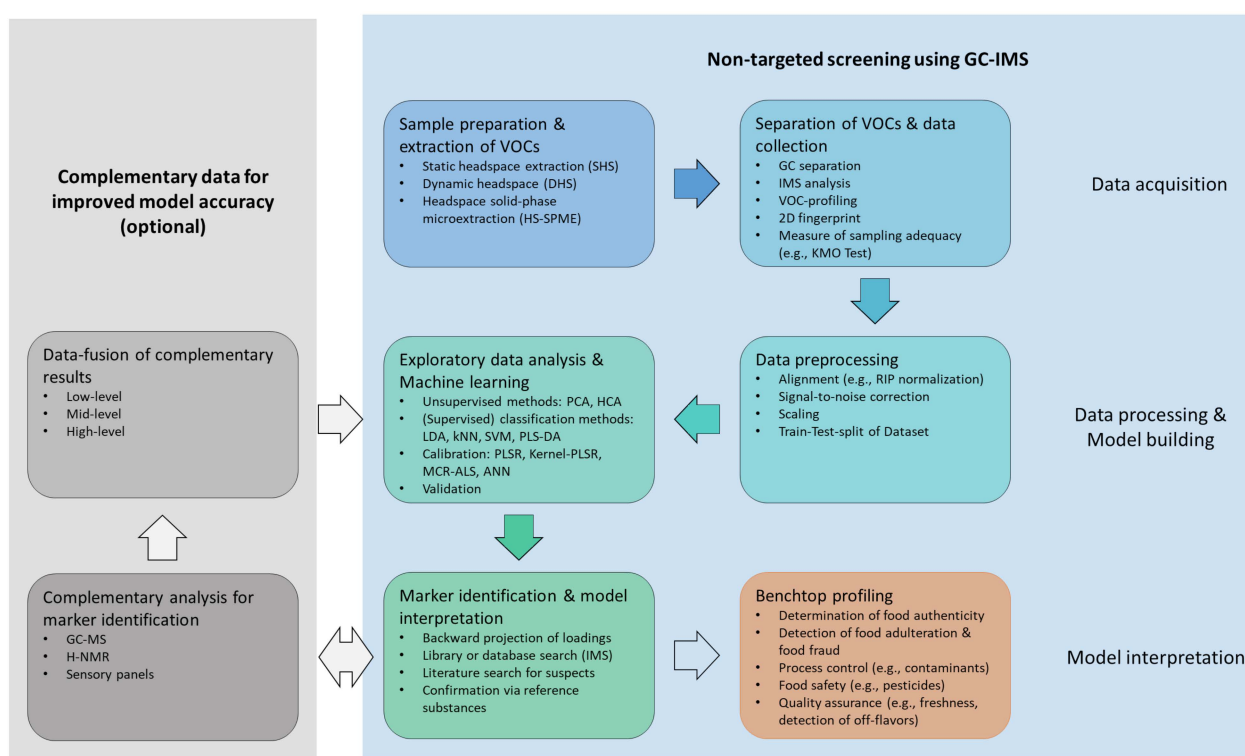 Non-targeted screening using GC-IMS
Complementary data for
improved model accuracy
(optional)
Sample preparation &
extraction of VOCs
• Static headspace extraction (SHS)
• Dynamic headspace (DHS)
• Headspace solid-phase
microextraction (HS-SPME)
Separation of VOCs & data
collection
• GC separation
• IMS analysis
• VOC-profiling
• 2D fingerprint
• Measure of sampling adequacy
(e.g., KMO Test)
Data acquisition
Data-fusion of complementary
results
• Low-level
• Mid-level
• High-level
Exploratory data analysis &
Machine learning
• Unsupervised methods: PCA, HCA
• (Supervised) classification methods:
LDA, kNN, SVM, PLS-DA
• Calibration: PLSR, Kernel-PLSR,
MCR-ALS, ANN
• Validation
Data preprocessing
• Alignment (e.g., RIP normalization)
• Signal-to-noise correction
• Scaling
• Train-Test-split of Dataset
Data processing &
Model building
Complementary analysis for
marker identification
• GC-MS
• H-NMR
• Sensory panels
Marker identification & model
interpretation
• Backward projection of loadings
• Library or database search (IMS)
• Literature search for suspects
• Confirmation via reference
substances
Benchtop profiling
• Determination of food authenticity
• Detection of food adulteration &
food fraud
• Process control (e.g., contaminants)
• Food safety (e.g., pesticides)
• Quality assurance (e.g., freshness,
detection of off-flavors)
Model interpretation